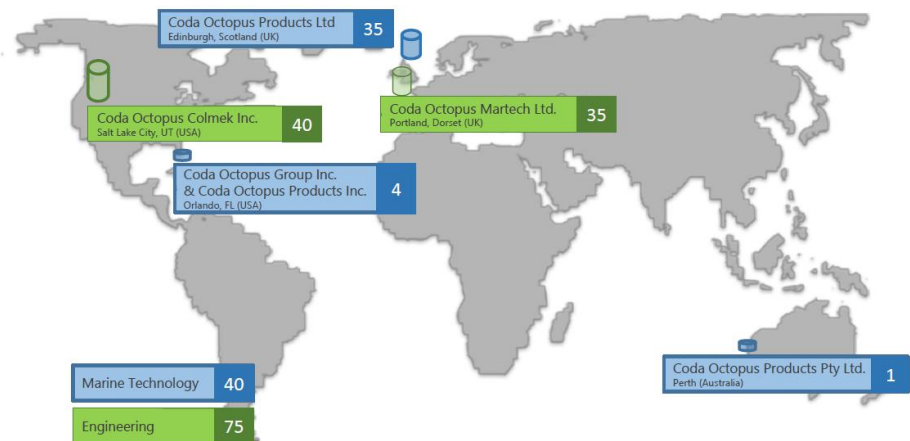 Coda Octopus Products Ltd
Edinburgh, Scotland (UK)
35
Coda Octopus Colmek Inc.
Salt Lake City, UT (USA)
40
Coda Octopus Martech Ltd.
Portland, Dorset (UK)
35
Coda Octopus Group Inc.
& Coda Octopus Products Inc.
Orlando, FL (USA)
4
Coda Octopus Products Pty Ltd.
Perth (Australia)
1
Marine Technology 40
Engineering 75